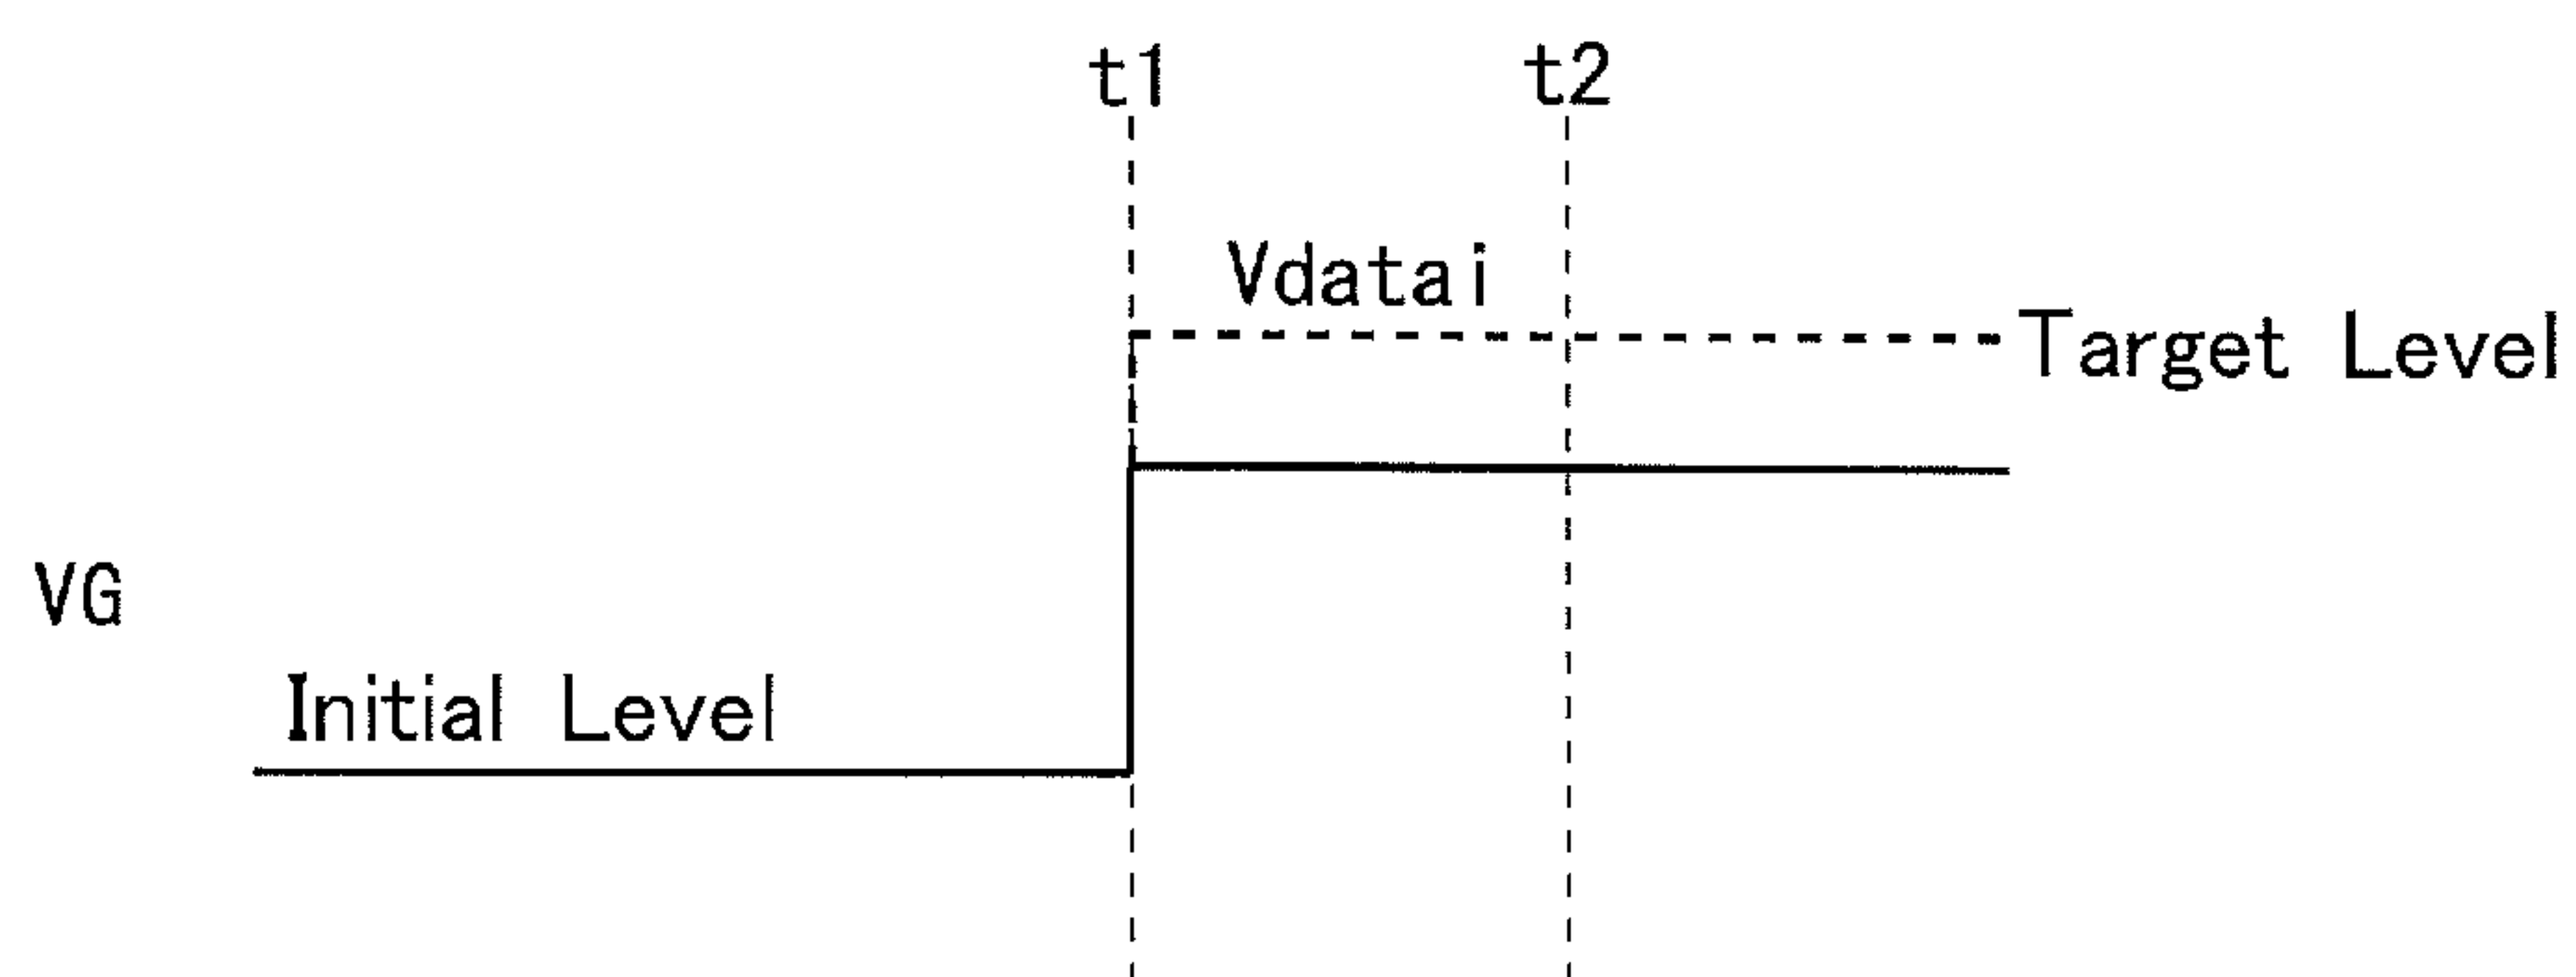 t1 t2
Vdatai
Target Level
VG
Initial Level